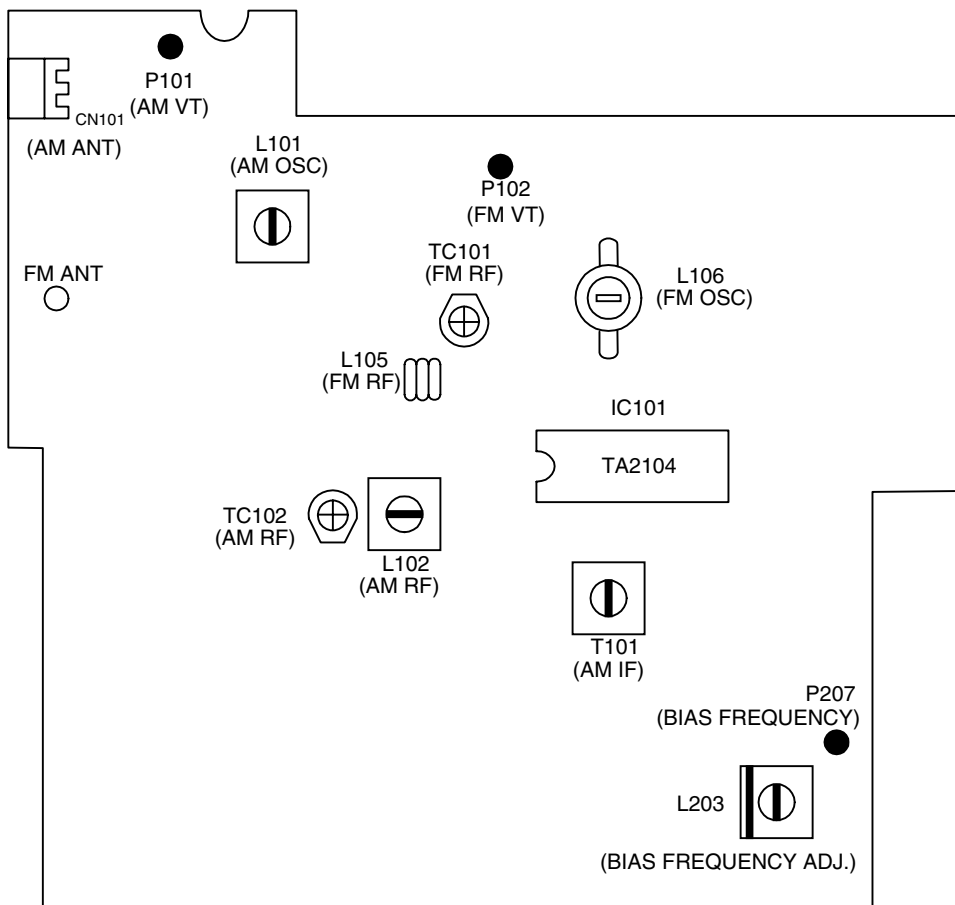 P101
(AM VT)
CN101
(AM ANT)
L101
(AM OSC)
P102
(FM VT)
TC101
(FM RF)
FM ANT
L106
(FM OSC)
L105
(FM RF)
IC101
TA2104
TC102
(AM RF)
L102
(AM RF)
T101
(AM IF)
P207
(BIAS FREQUENCY)
L203
(BIAS FREQUENCY ADJ.)